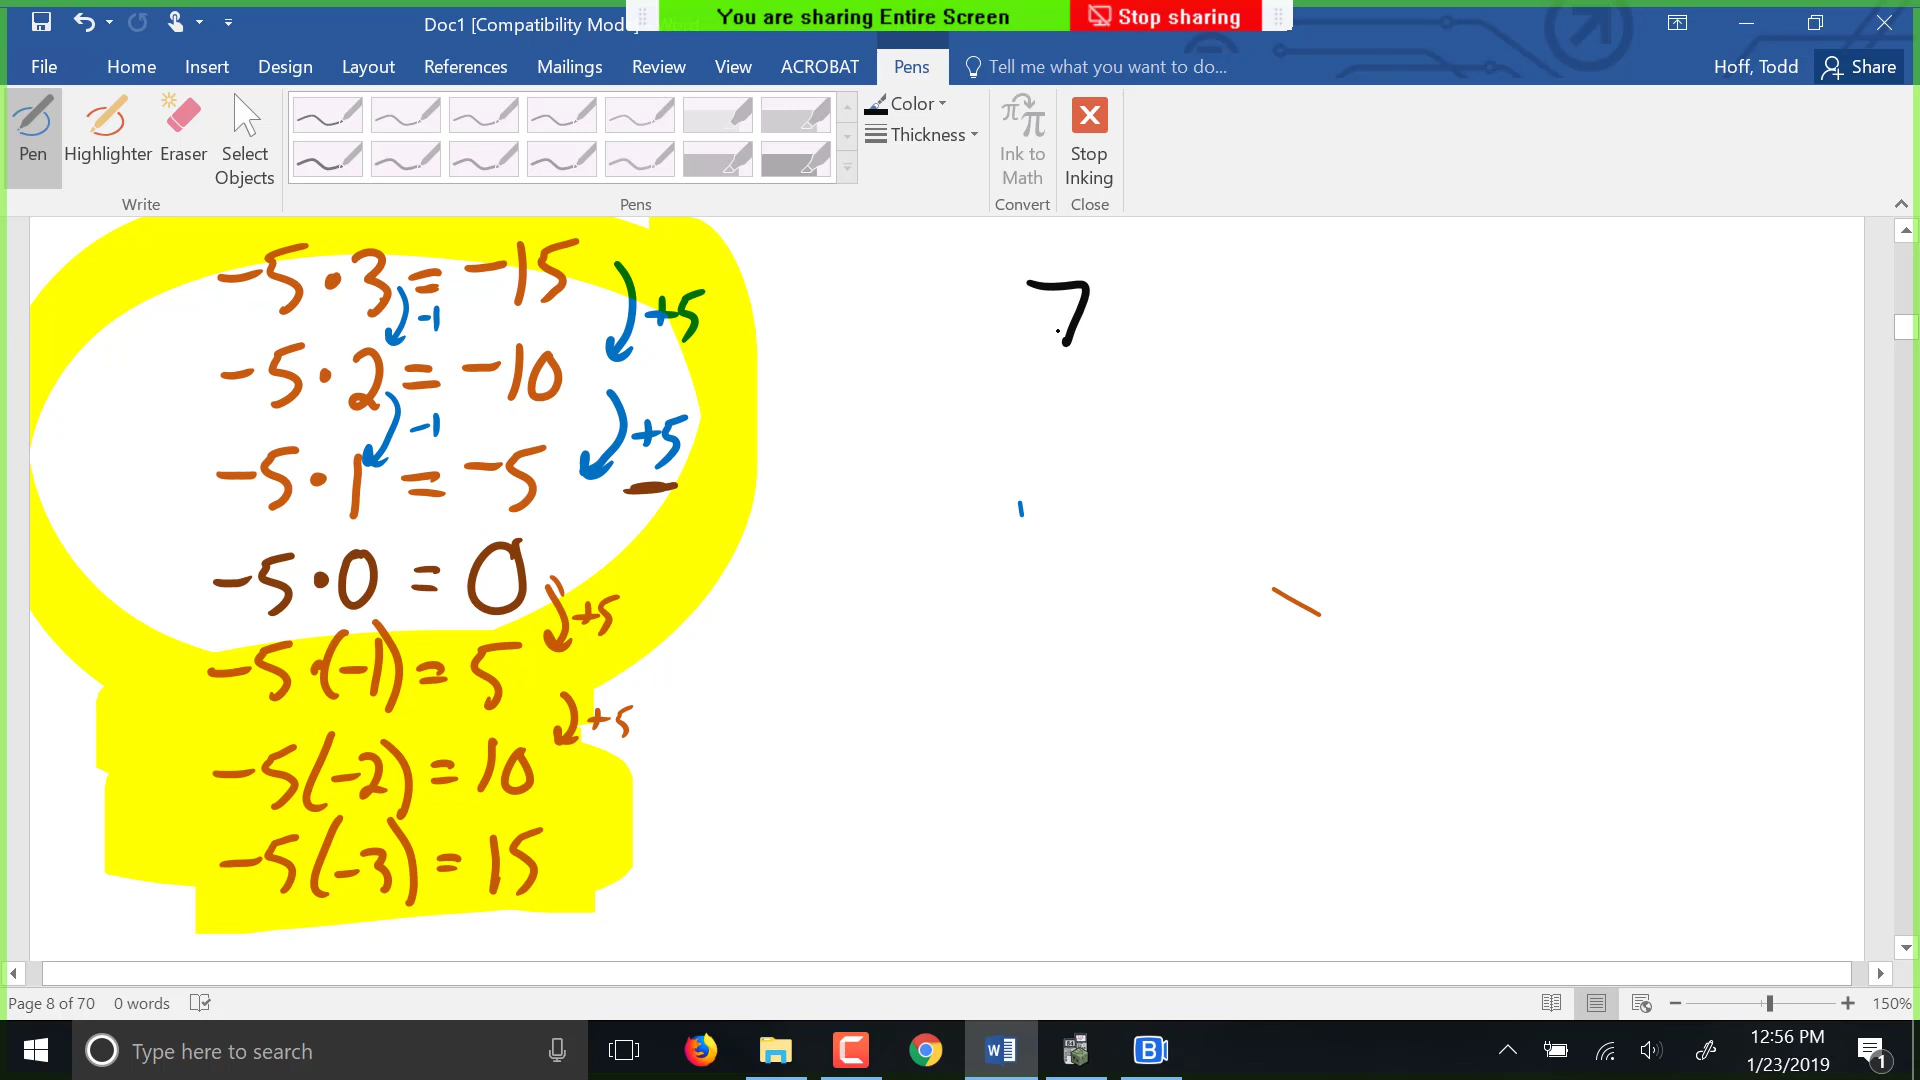 Doc1 [Compatibility Mod
You are sharing Entire Screen
Stop sharing
File Home Insert Design Layout References Mailings Review View ACROBAT Pens Tell me what you want to do... Hoff, Todd Share
Pen Highlighter Eraser Select Objects
Write
Pens
Color
Thickness
Ink to Math
Convert
Stop Inking
Close
-5·3 = -15
-1 +5
-5·2 = -10
-1 +5
-5·1 = -5
-5·0 = 0
+5
-5·(-1) = 5
+5
-5(-2) = 10
-5(-3) = 15
7
Page 8 of 70 0 words 150%
Type here to search
12:56 PM
1/23/2019
1